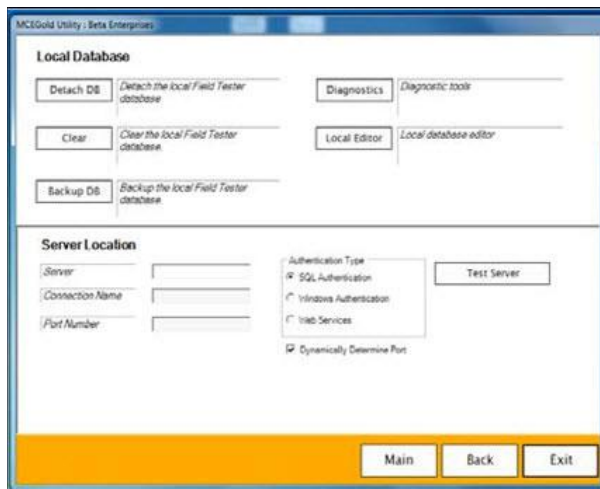 MCEGold Utility : Beta Enterprises
Local Database
Detach DB
Detach the local Field Tester
database
Diagnostics
Diagnostic tools
Clear
Clear the local Field Tester
database.
Local Editor
Local database editor
Backup DB
Backup the local Field Tester
database.
Server Location
Server
Connection Name
Port Number
Authentication Type
SQL Authentication
Windows Authentication
Web Services
Dynamically Determine Port
Test Server
Main
Back
Exit